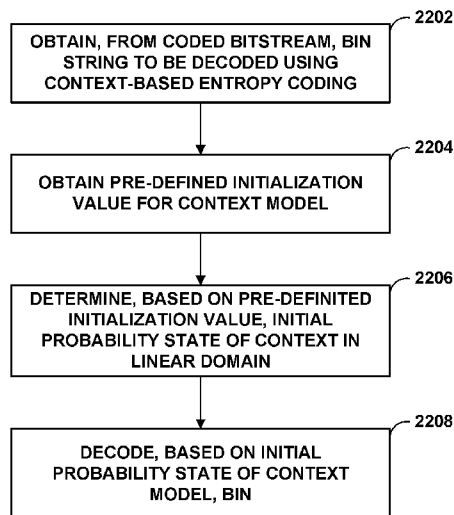 2202
OBTAIN, FROM CODED BITSTREAM, BIN
STRING TO BE DECODED USING
CONTEXT-BASED ENTROPY CODING
2204
OBTAIN PRE-DEFINED INITIALIZATION
VALUE FOR CONTEXT MODEL
2206
DETERMINE, BASED ON PRE-DEFINITED
INITIALIZATION VALUE, INITIAL
PROBABILITY STATE OF CONTEXT IN
LINEAR DOMAIN
2208
DECODE, BASED ON INITIAL
PROBABILITY STATE OF CONTEXT
MODEL, BIN